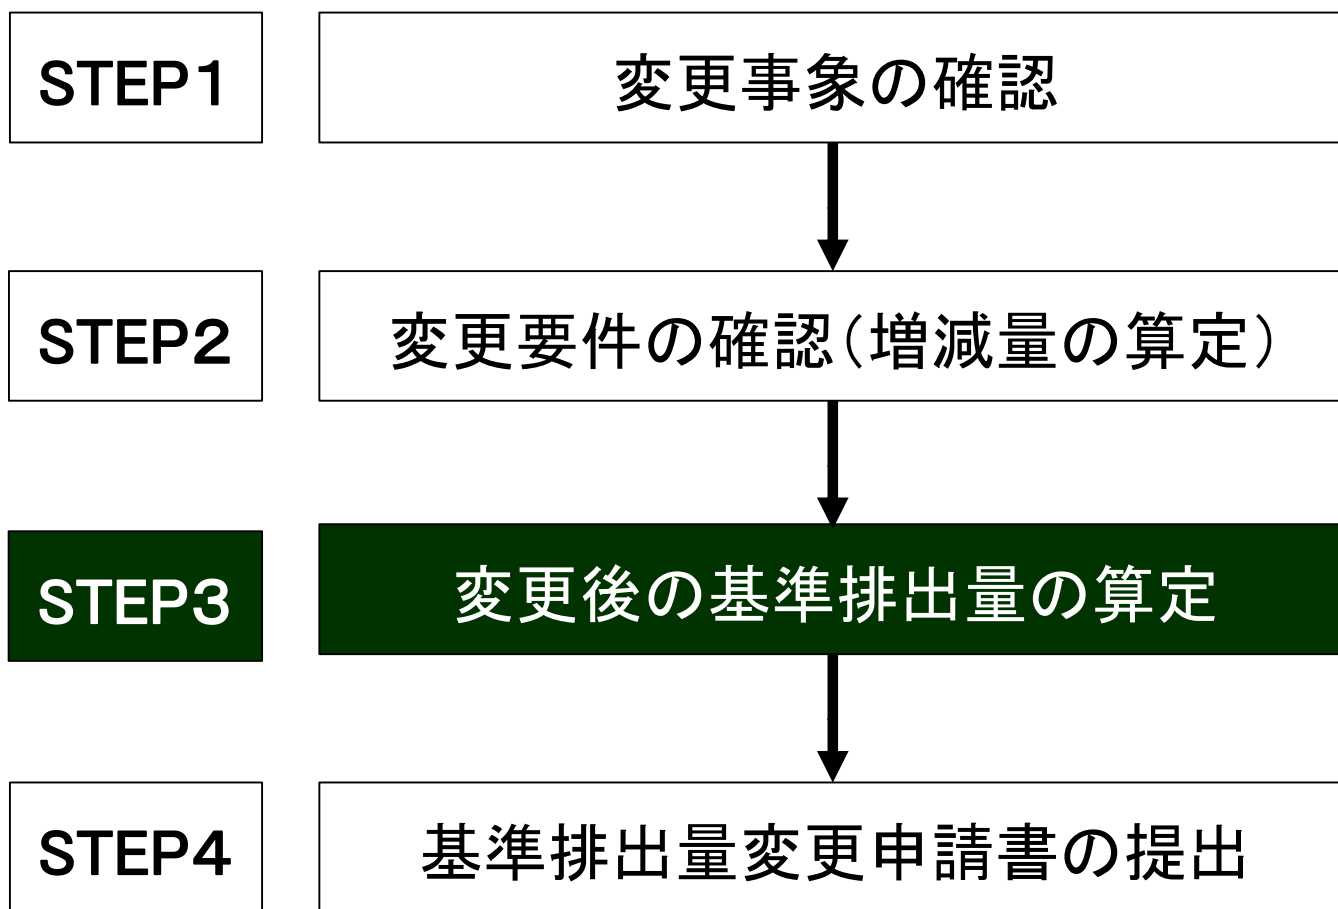 STEP1
変更事象の確認
STEP2
変更要件の確認（増減量の算定）
STEP3
変更後の基準排出量の算定
STEP4
基準排出量変更申請書の提出